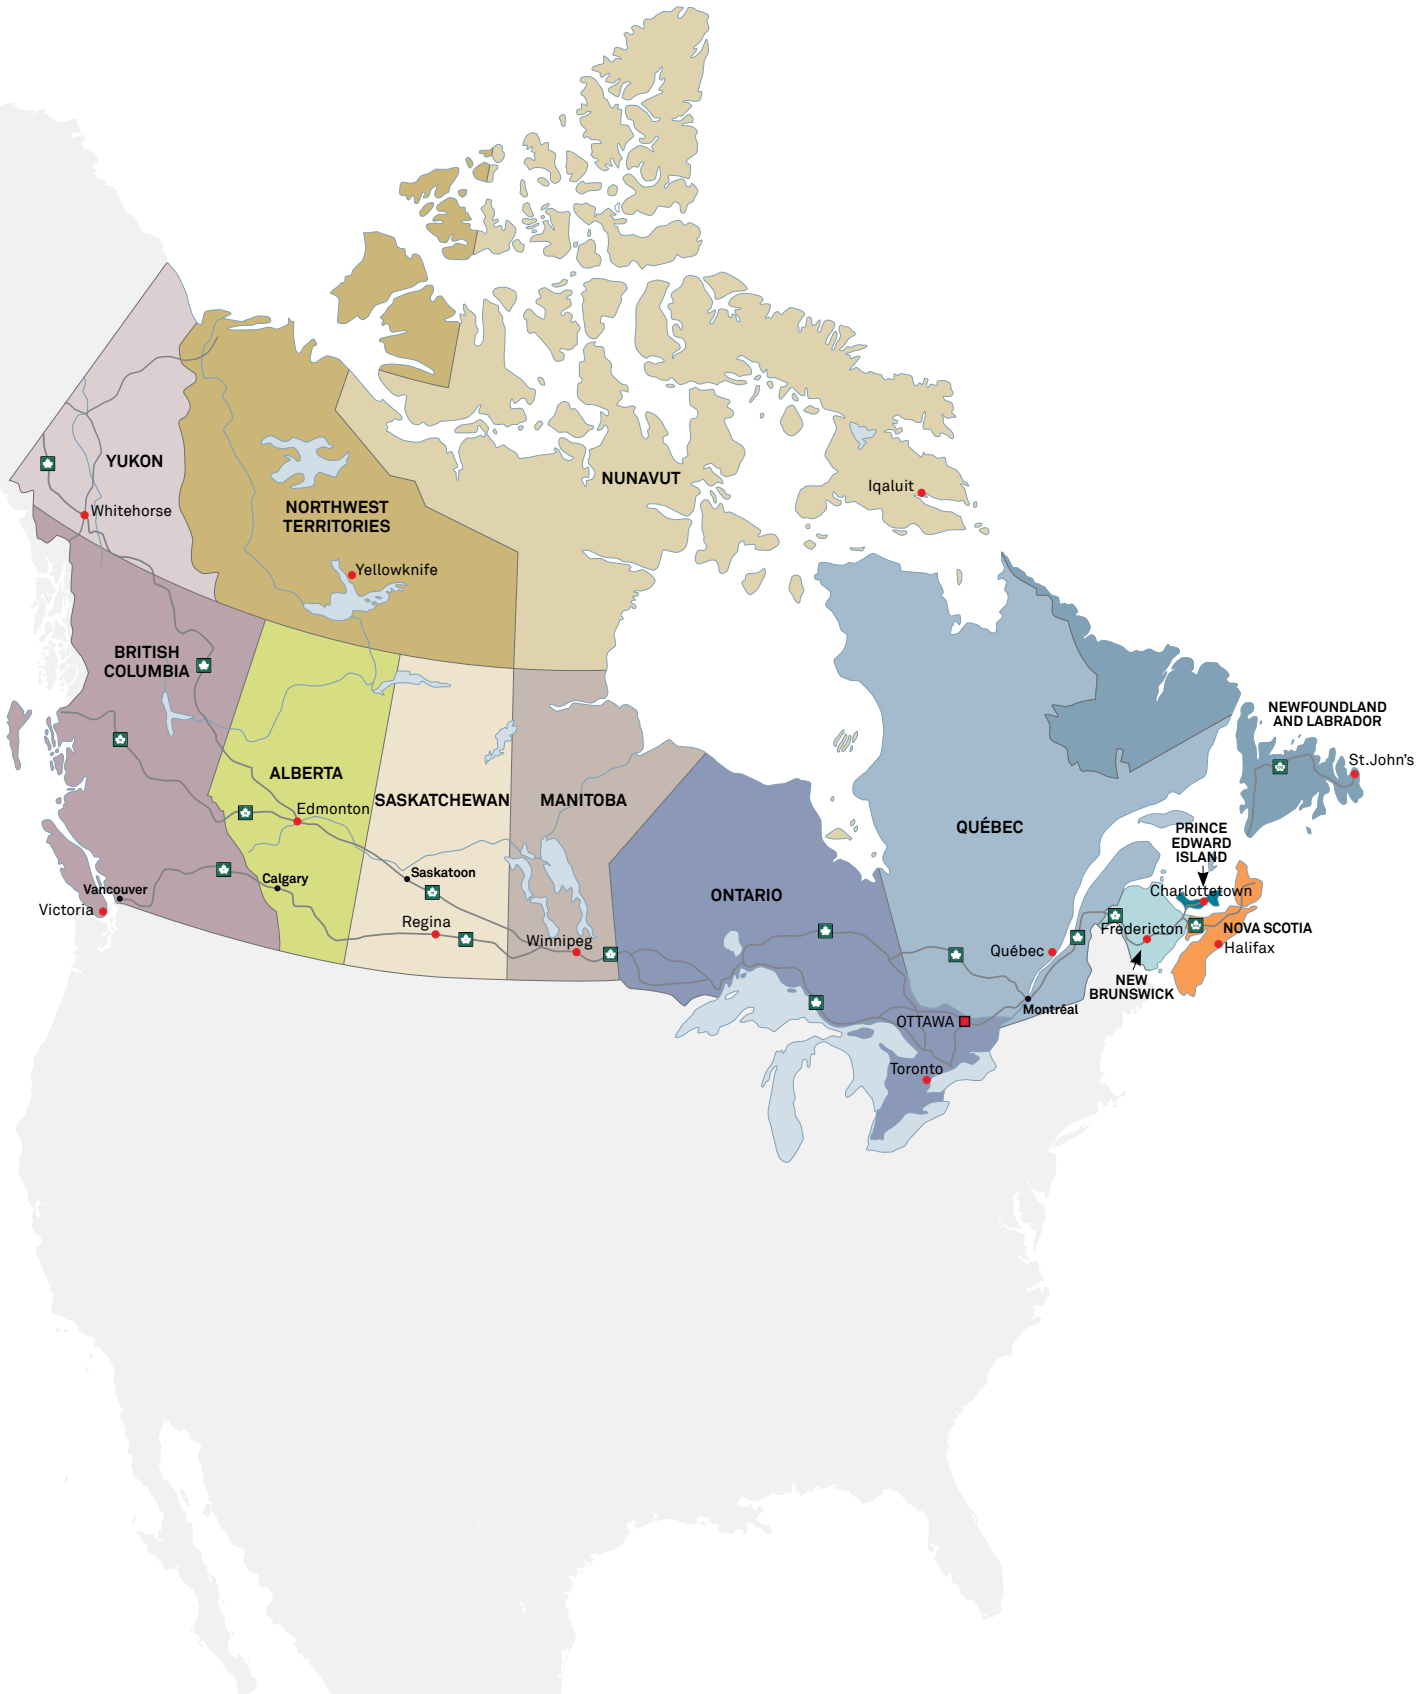 YUKON
NUNAVUT
Iqaluit
Whitehorse
NORTHWEST
TERRITORIES
Yellowknife
BRITISH
COLUMBIA
NEWFOUNDLAND
AND LABRADOR
St.John's
ALBERTA
SASKATCHEWAN
MANITOBA
Edmonton
QUÉBEC
PRINCE
EDWARD
ISLAND
Charlottetown
Vancouver
Calgary
Saskatoon
ONTARIO
Victoria
Regina
Winnipeg
Québec
Fredericton
NOVA SCOTIA
Halifax
NEW
BRUNSWICK
Montréal
OTTAWA
Toronto